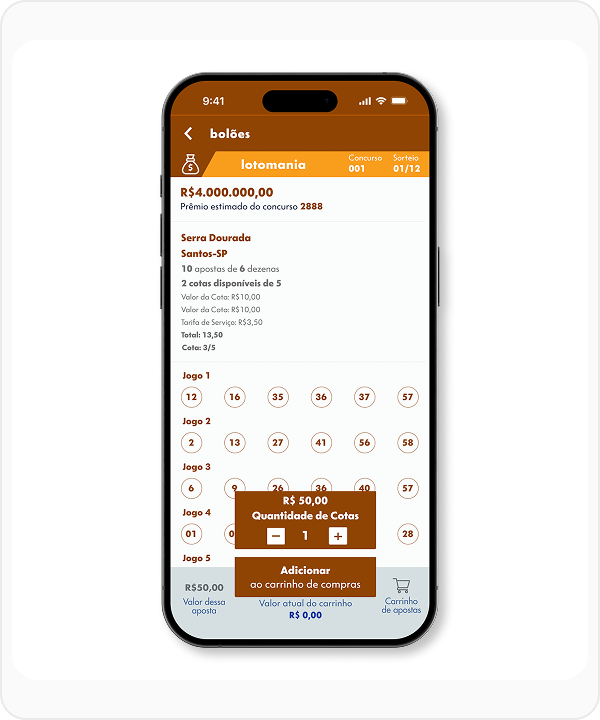 9:41
bolões
lotomania
Concurso
001
Sorteio
01/12
$
R$4.000.000,00
Prêmio estimado do concurso 2888
Serra Dourada
Santos-SP
10 apostas de 6 dezenas
2 cotas disponíveis de 5
Valor da Cota: R$10,00
Valor da Cota: R$10,00
Tarifa de Serviço: R$3,50
Total: 13,50
Cota: 3/5
Jogo 1
12 16 35 36 37 57
Jogo 2
2 13 27 41 56 58
Jogo 3
6 9 26 36 40 57
Jogo 4
01 28
R$ 50,00
Quantidade de Cotas
− 1 +
Jogo 5
Adicionar
ao carrinho de compras
R$50,00
Valor dessa
aposta
Valor atual do carrinho
R$ 0,00
Carrinho
de apostas